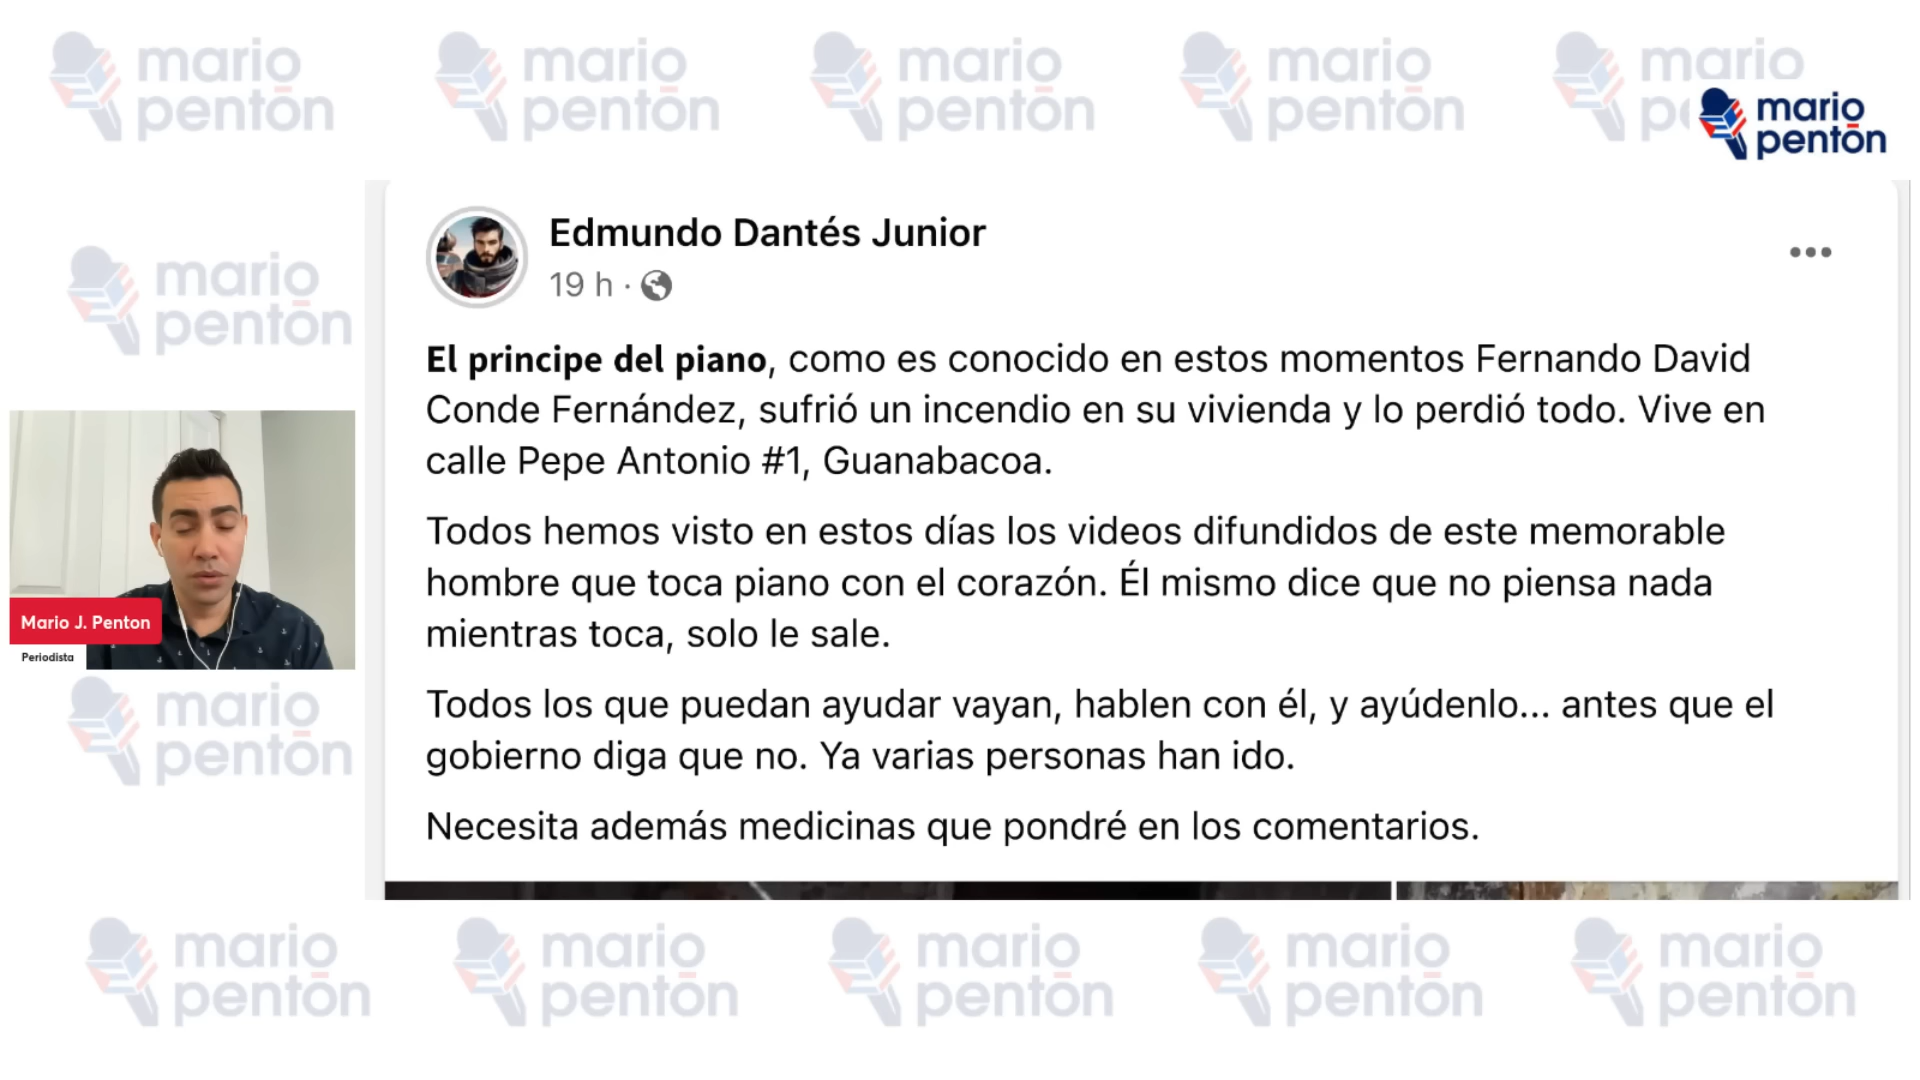 mario
pentōn
mario
pentōn
mario
pentōn
mario
pentōn
mario
pe
mario
pentōn
mario
pentōn
Mario J. Penton
Periodista
mario
pentōn
Edmundo Dantés Junior
19 h ·
El principe del piano, como es conocido en estos momentos Fernando David
Conde Fernández, sufrió un incendio en su vivienda y lo perdió todo. Vive en
calle Pepe Antonio #1, Guanabacoa.
Todos hemos visto en estos días los videos difundidos de este memorable
hombre que toca piano con el corazón. Él mismo dice que no piensa nada
mientras toca, solo le sale.
Todos los que puedan ayudar vayan, hablen con él, y ayúdenlo... antes que el
gobierno diga que no. Ya varias personas han ido.
Necesita además medicinas que pondré en los comentarios.
mario
pentōn
mario
pentōn
mario
pentōn
mario
pentōn
mario
pentōn